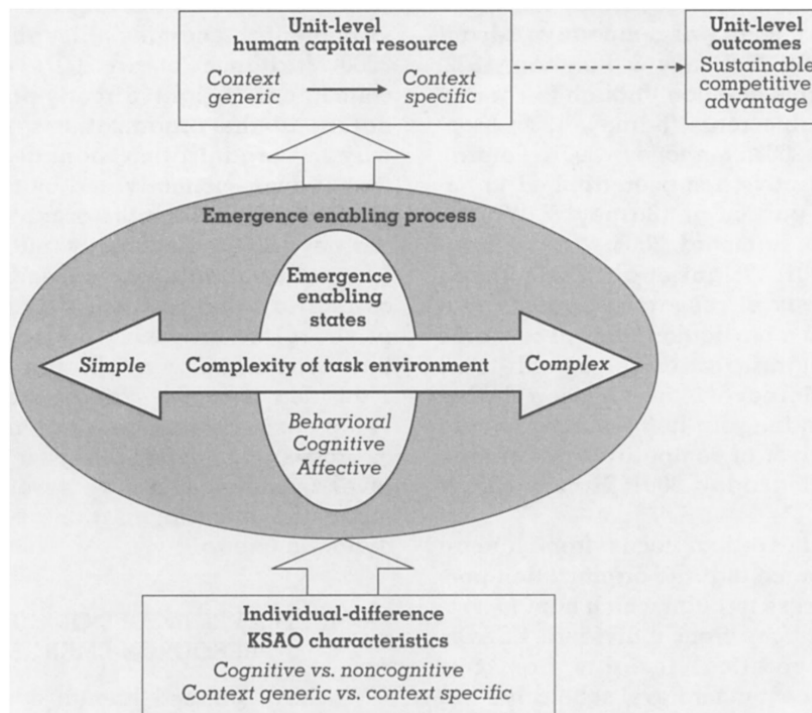 Unit-level
human capital resource
Context
generic
Context
specific
Unit-level
outcomes
Sustainable
competitive
advantage
Emergence enabling process
Emergence
enabling
states
Simple
Complexity of task environment
Complex
Behavioral
Cognitive
Affective
Individual-difference
KSAO characteristics
Cognitive vs. noncognitive
Context generic vs. context specific